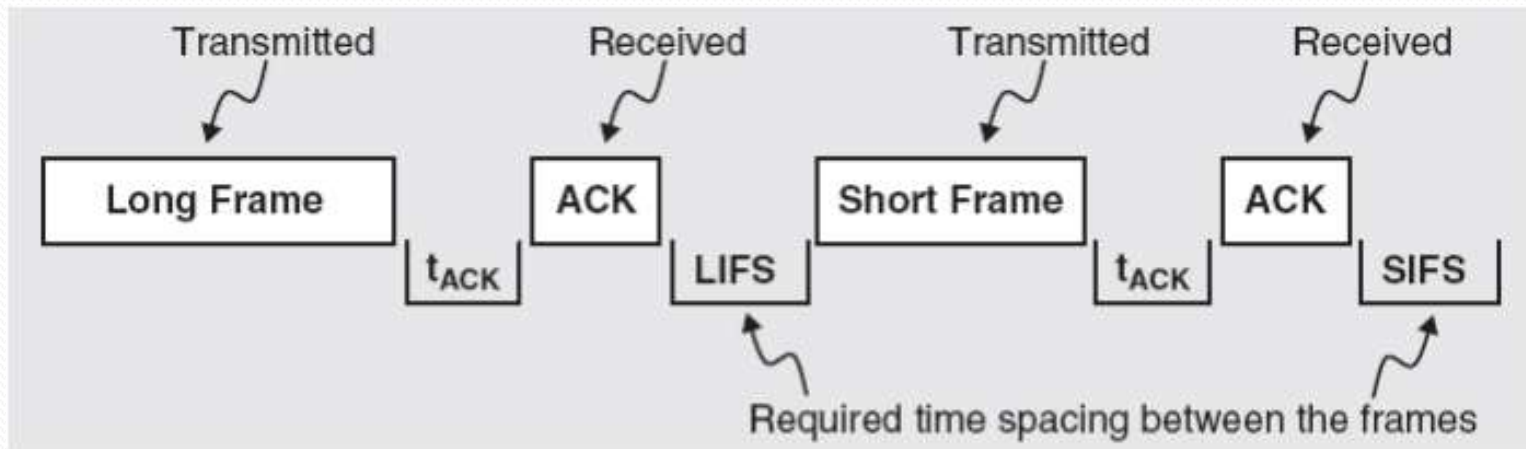 Transmitted Received Transmitted Received
Long Frame ACK Short Frame ACK
tACK LIFS tACK SIFS
Required time spacing between the frames